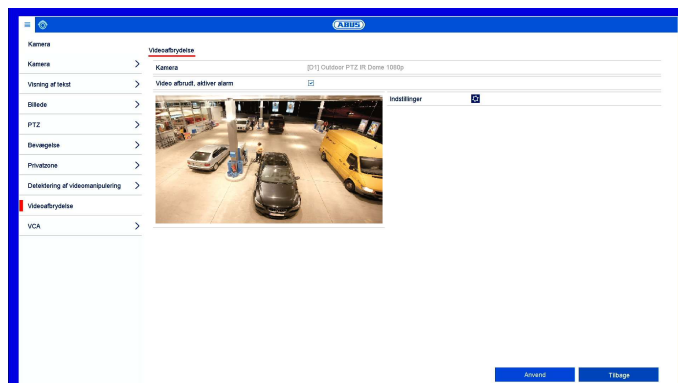 ABUS
Kamera
Kamera
Visning af tekst
Billede
PTZ
Bevægelse
Privatzone
Detektering af videomanipulering
Videoafbrydelse
VCA
Videoafbrydelse
Kamera [D1] Outdoor PTZ IR Dome 1080p
Video afbrudt, aktiver alarm
Indstillinger
Anvend Tilbage